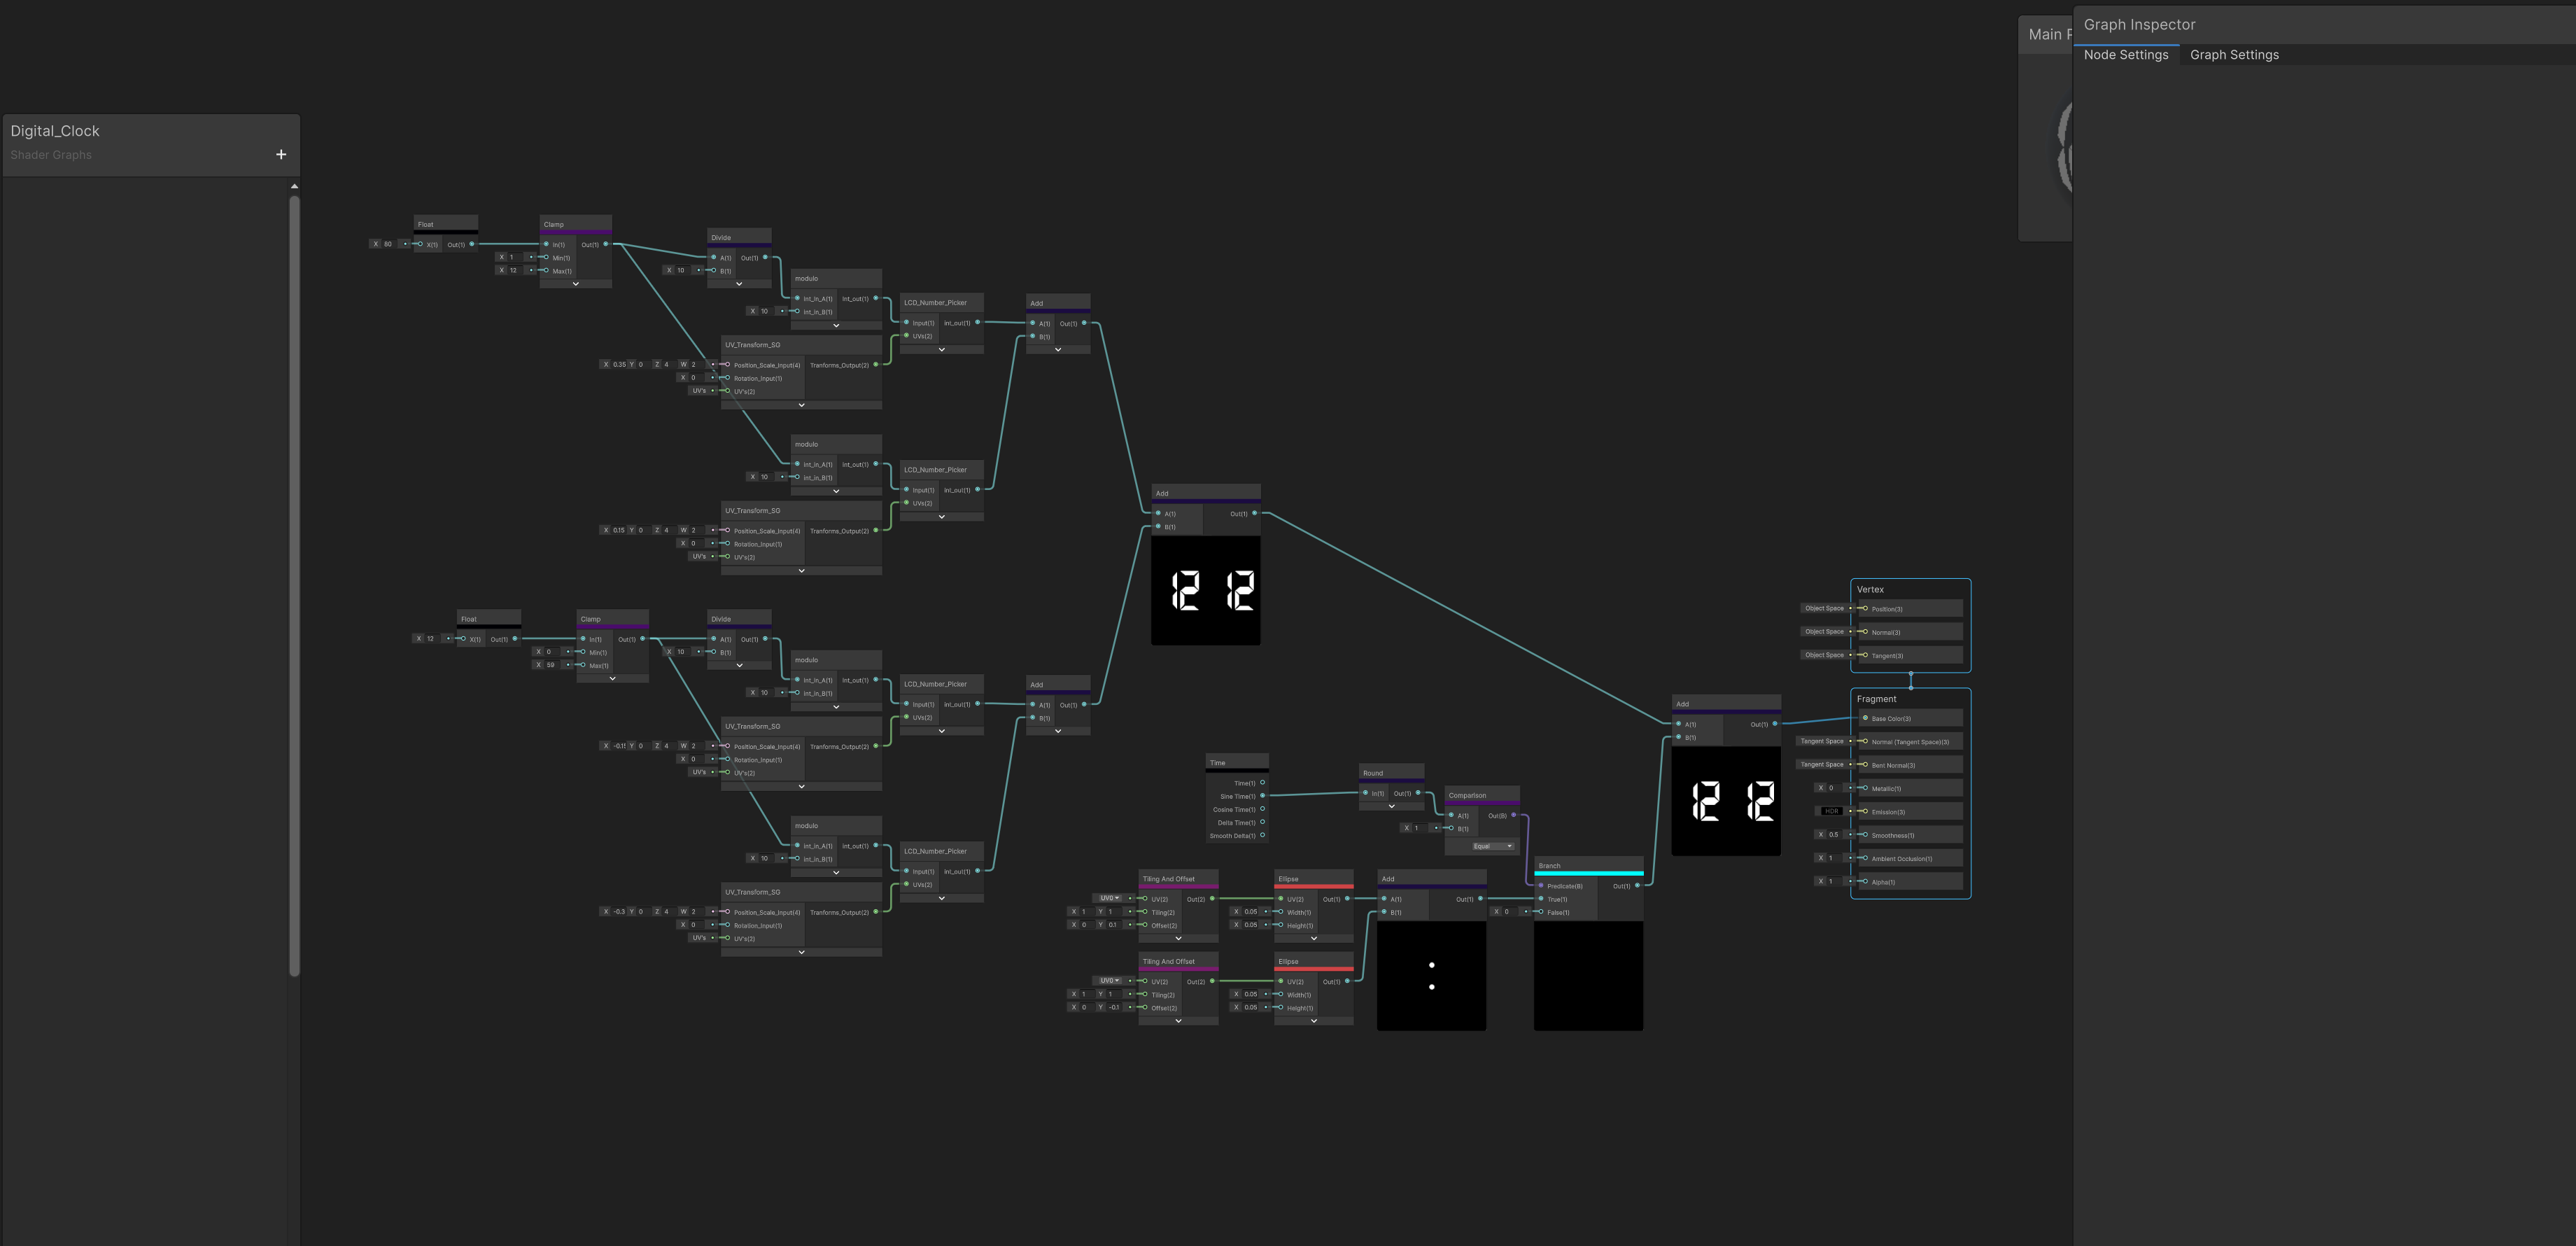 Digital_Clock
Shader Graphs
Main
Graph Inspector
Node Settings Graph Settings
Float
X 80 X(1) Out(1)
Clamp
In(1) Out(1)
X 1 Min(1)
X 12 Max(1)
Divide
A(1) Out(1)
X 10 B(1)
modulo
Int_in_A(1) Int_out(1)
X 10 Int_in_B(1)
UV_Transform_SG
X 0.35 Y 0 Z 4 W 2 Position_Scale_Input(4) Tranforms_Output(2)
X 0 Rotation_Input(1)
UV's UV's(2)
LCD_Number_Picker
Input(1) Int_out(1)
UVs(2)
Add
A(1) Out(1)
B(1)
modulo
Int_in_A(1) Int_out(1)
X 10 Int_in_B(1)
UV_Transform_SG
X 0.15 Y 0 Z 4 W 2 Position_Scale_Input(4) Tranforms_Output(2)
X 0 Rotation_Input(1)
UV's UV's(2)
LCD_Number_Picker
Input(1) Int_out(1)
UVs(2)
Add
A(1) Out(1)
B(1)
12 12
Float
X 12 X(1) Out(1)
Clamp
In(1) Out(1)
X 0 Min(1)
X 59 Max(1)
Divide
A(1) Out(1)
X 10 B(1)
modulo
Int_in_A(1) Int_out(1)
X 10 Int_in_B(1)
UV_Transform_SG
X -0.15 Y 0 Z 4 W 2 Position_Scale_Input(4) Tranforms_Output(2)
X 0 Rotation_Input(1)
UV's UV's(2)
LCD_Number_Picker
Input(1) Int_out(1)
UVs(2)
Add
A(1) Out(1)
B(1)
modulo
Int_in_A(1) Int_out(1)
X 10 Int_in_B(1)
UV_Transform_SG
X -0.3 Y 0 Z 4 W 2 Position_Scale_Input(4) Tranforms_Output(2)
X 0 Rotation_Input(1)
UV's UV's(2)
LCD_Number_Picker
Input(1) Int_out(1)
UVs(2)
Time
Time(1)
Sine Time(1)
Cosine Time(1)
Delta Time(1)
Smooth Delta(1)
Round
In(1) Out(1)
Comparison
A(1) Out(B)
X 1 B(1)
Equal
Tiling And Offset
UV0 UV(2) Out(2)
X 1 Y 1 Tiling(2)
X 0 Y 0.1 Offset(2)
Ellipse
UV(2) Out(1)
X 0.05 Width(1)
X 0.05 Height(1)
Tiling And Offset
UV0 UV(2) Out(2)
X 1 Y 1 Tiling(2)
X 0 Y -0.1 Offset(2)
Ellipse
UV(2) Out(1)
X 0.05 Width(1)
X 0.05 Height(1)
Add
A(1) Out(1)
B(1)
:
Branch
Predicate(B) Out(1)
True(1)
X 0 False(1)
Add
A(1) Out(1)
B(1)
12 12
Vertex
Object Space Position(3)
Object Space Normal(3)
Object Space Tangent(3)
Fragment
Base Color(3)
Tangent Space Normal (Tangent Space)(3)
Tangent Space Bent Normal(3)
X 0 Metallic(1)
HDR Emission(3)
X 0.5 Smoothness(1)
X 1 Ambient Occlusion(1)
X 1 Alpha(1)